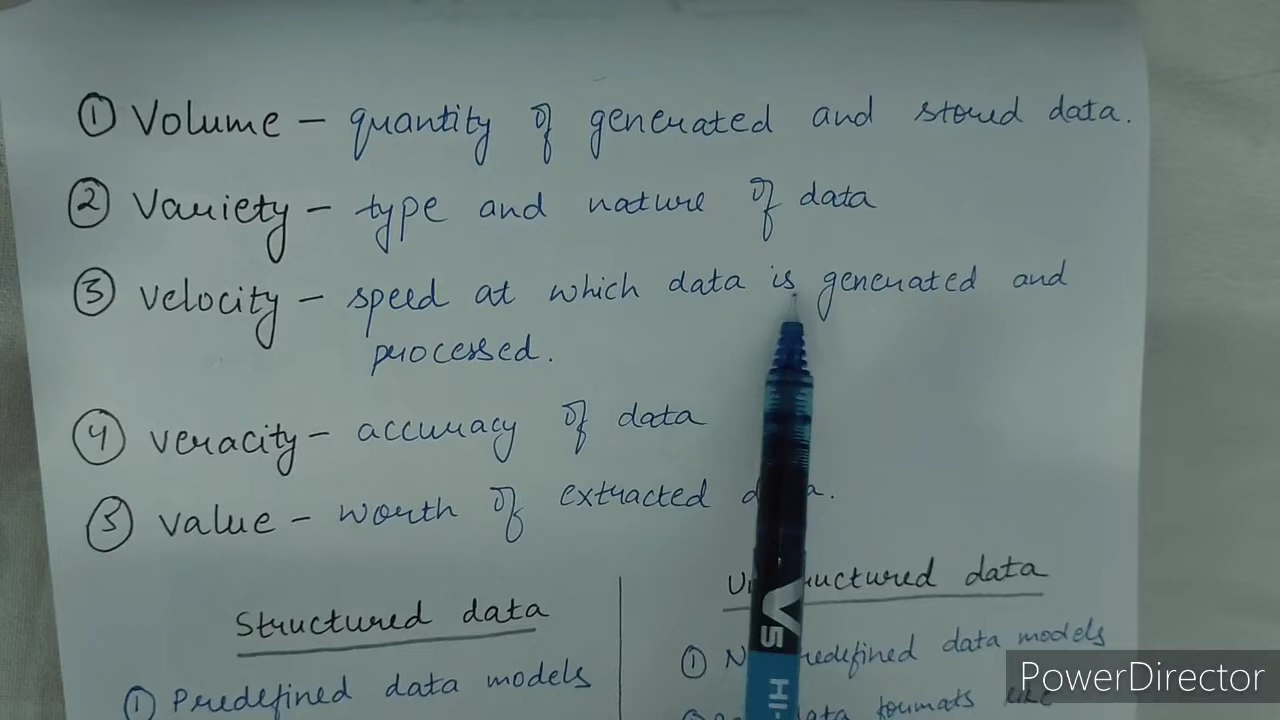 ① Volume – quantity of generated and stored data.
② Variety – type and nature of data
③ Velocity – speed at which data is generated and
processed.
④ Veracity – accuracy of data
⑤ Value – worth of extracted
Structured data
data
① Predefined data models
① data models
PowerDirector
V5
HI-